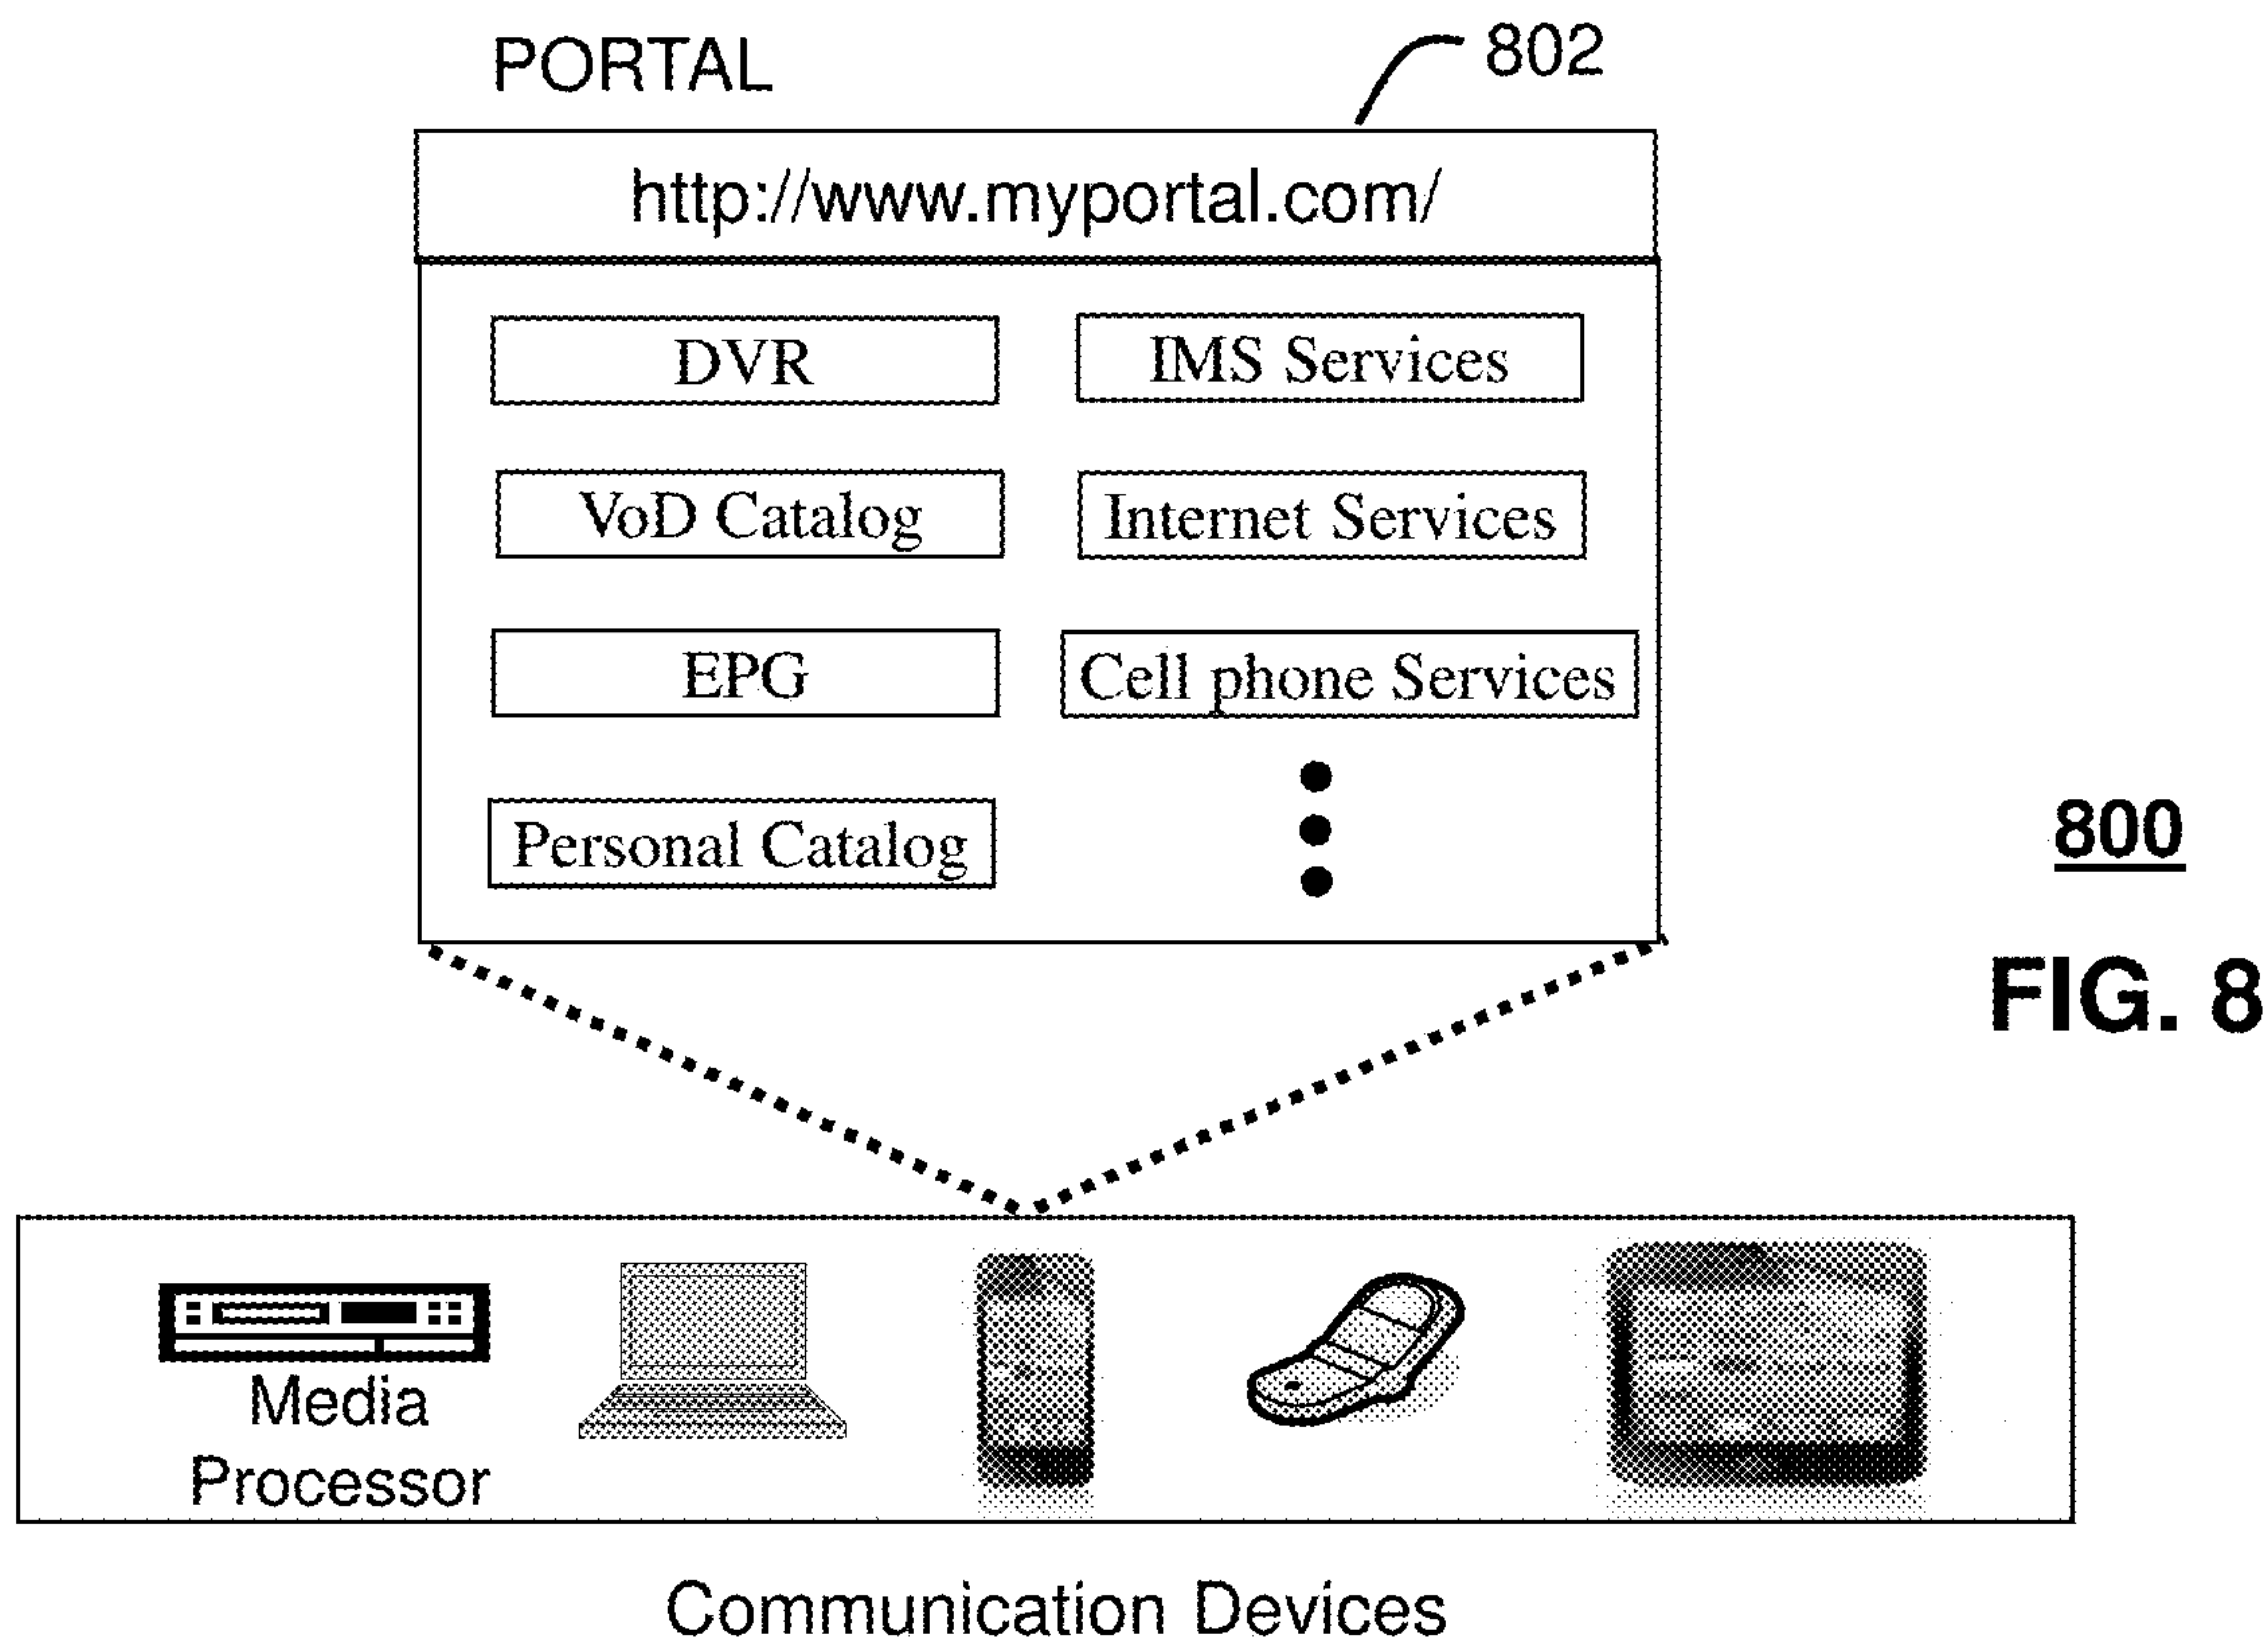 PORTAL
802
http://www.myportal.com/
DVR
IMS Services
VoD Catalog
Internet Services
EPG
Cell phone Services
Personal Catalog
800
FIG. 8
Media
Processor
Communication Devices